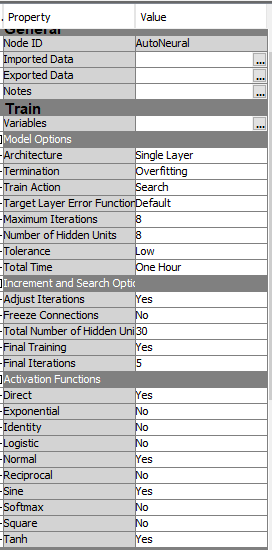 Property Value
General
Node ID AutoNeural
Imported Data ...
Exported Data ...
Notes ...
Train
Variables ...
Model Options
Architecture Single Layer
Termination Overfitting
Train Action Search
Target Layer Error Function Default
Maximum Iterations 8
Number of Hidden Units 8
Tolerance Low
Total Time One Hour
Increment and Search Optic
Adjust Iterations Yes
Freeze Connections No
Total Number of Hidden Uni 30
Final Training Yes
Final Iterations 5
Activation Functions
Direct Yes
Exponential No
Identity No
Logistic No
Normal Yes
Reciprocal No
Sine Yes
Softmax No
Square No
Tanh Yes